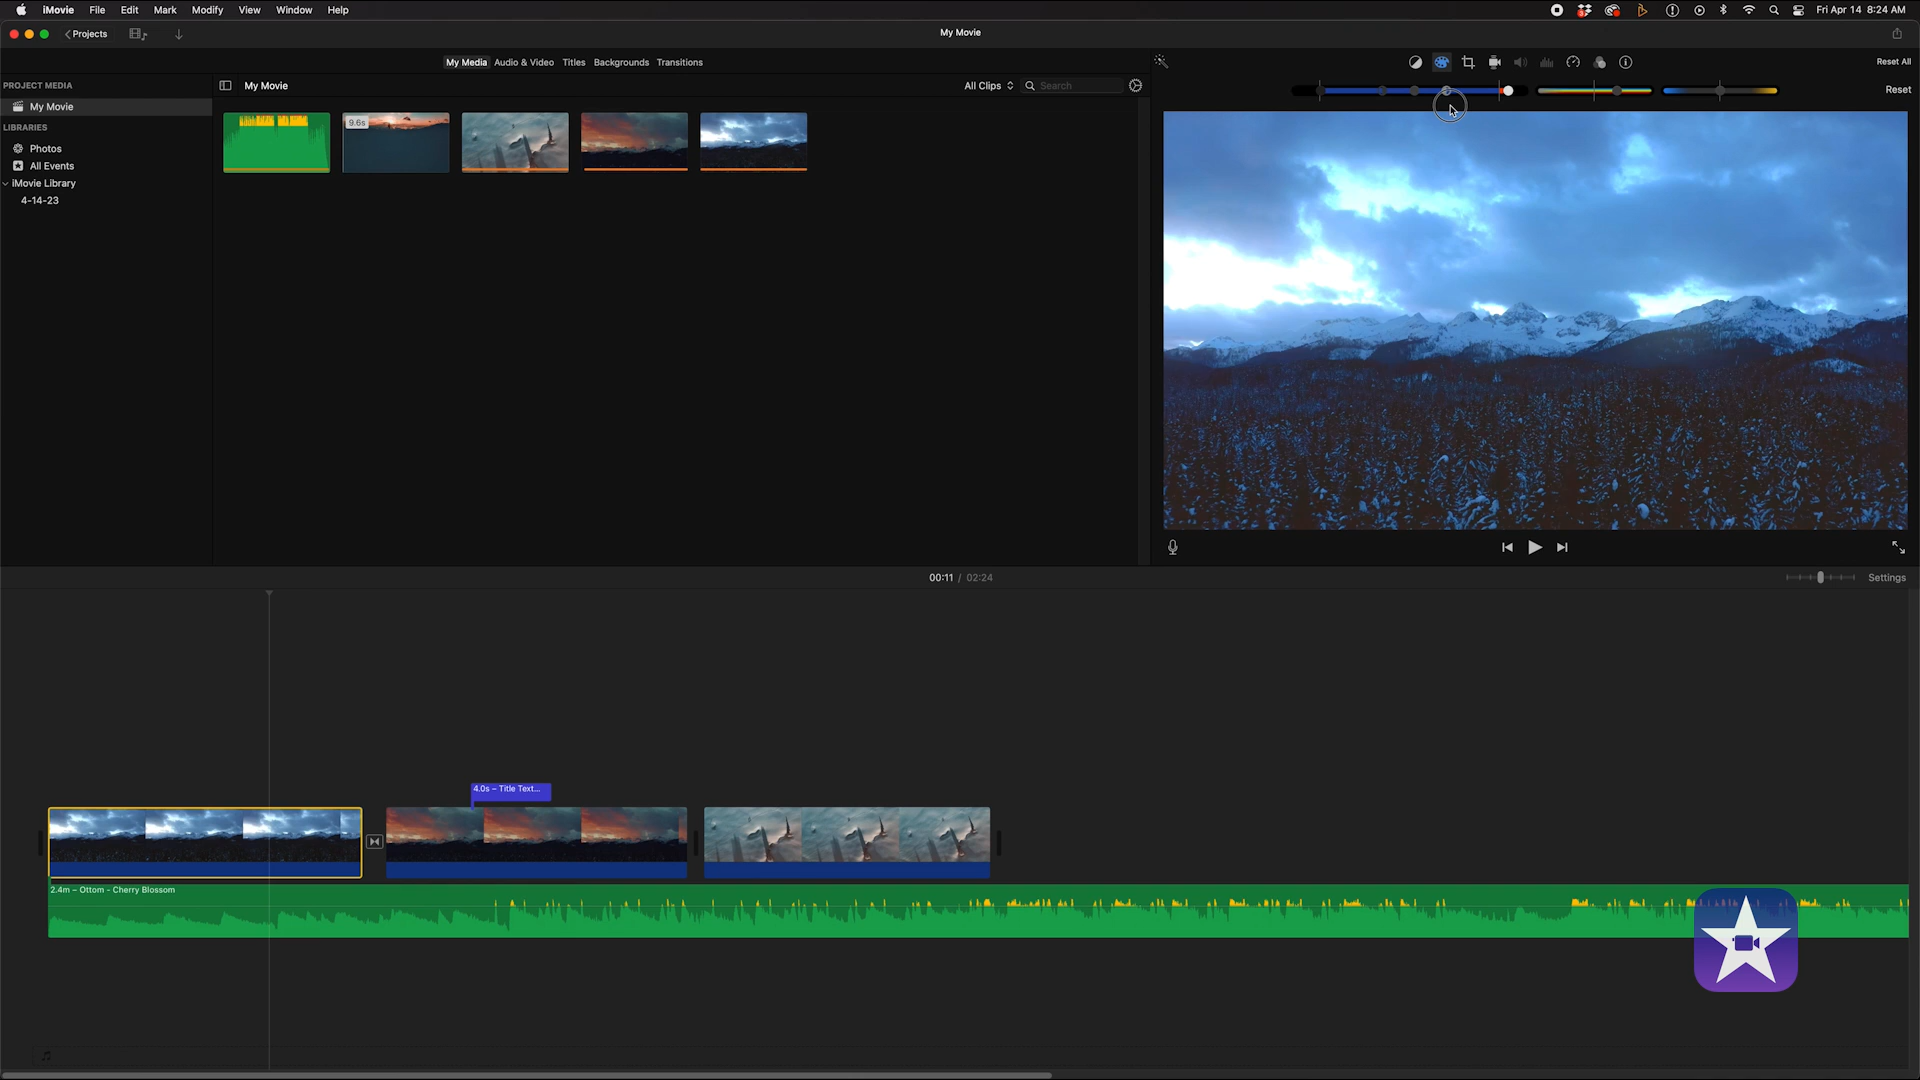 iMovie File Edit Mark Modify View Window Help
Fri Apr 14 8:24 AM
Projects
My Movie
My Media Audio & Video Titles Backgrounds Transitions
Reset All
PROJECT MEDIA
My Movie
All Clips
Search
Reset
My Movie
LIBRARIES
Photos
All Events
iMovie Library
4-14-23
9.6s
00:11 / 02:24
Settings
4.0s – Title Text...
2.4m – Ottom - Cherry Blossom